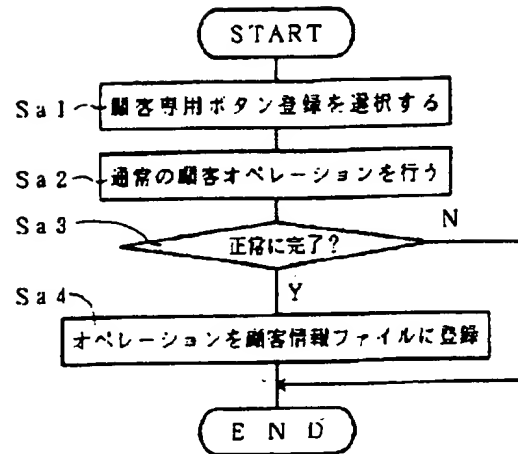 START
Sa1 顧客専用ボタン登録を選択する
Sa2 通常の顧客オペレーションを行う
Sa3 正常に完了? N
Y
Sa4 オペレーションを顧客情報ファイルに登録
END